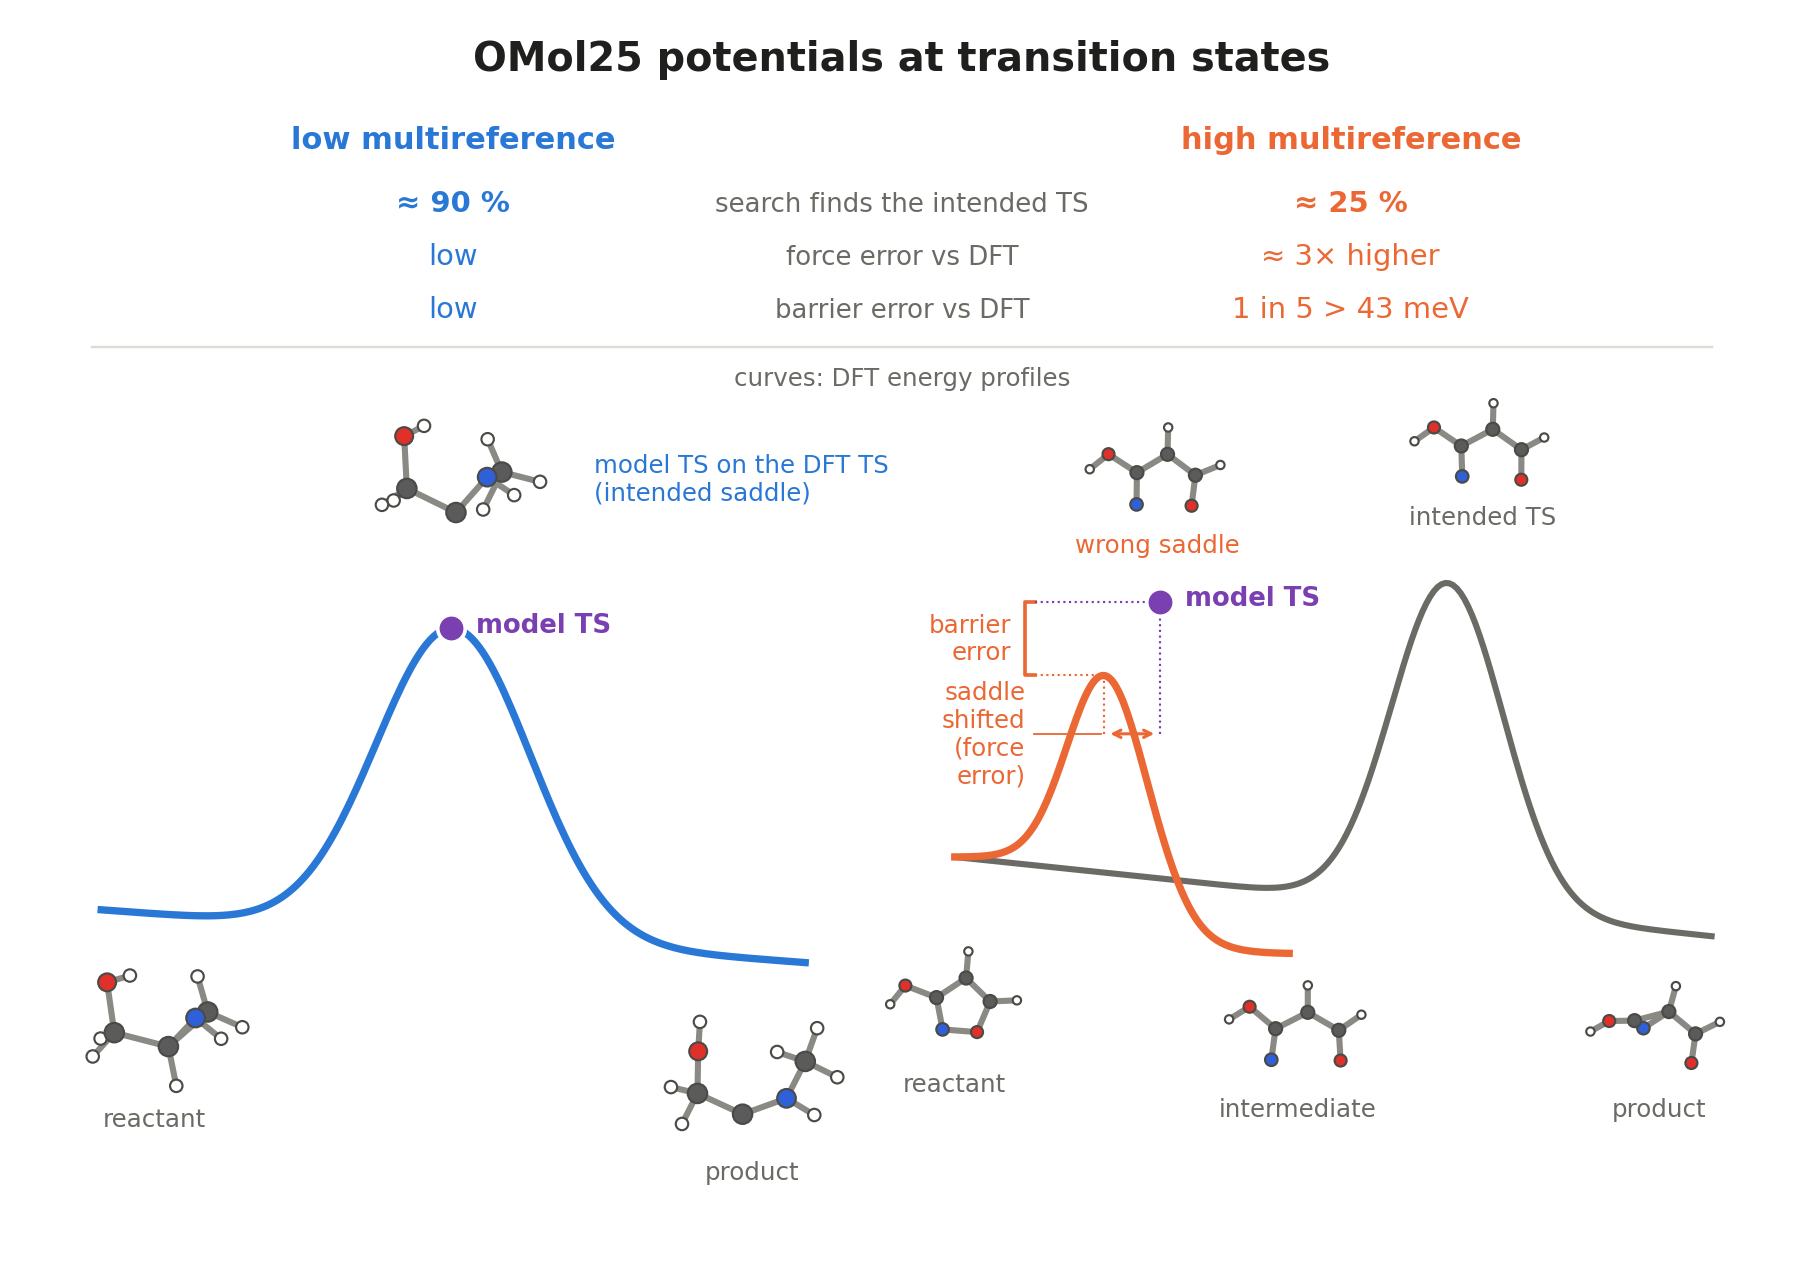 OMol25 potentials at transition states
low multireference
high multireference
≈ 90 %
search finds the intended TS
≈ 25 %
low
force error vs DFT
≈ 3× higher
low
barrier error vs DFT
1 in 5 > 43 meV
curves: DFT energy profiles
model TS on the DFT TS
(intended saddle)
wrong saddle
intended TS
model TS
model TS
barrier
error
saddle
shifted
(force
error)
reactant
product
reactant
intermediate
product